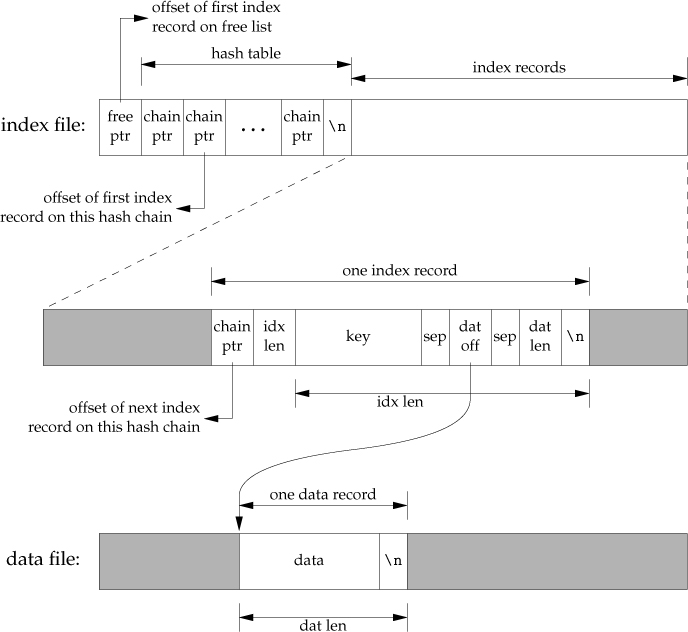 offset of first index
record on free list
hash table
index records
index file:
free
ptr
chain
ptr
chain
ptr
...
chain
ptr
\n
offset of first index
record on this hash chain
one index record
chain
ptr
idx
len
key
sep
dat
off
sep
dat
len
\n
idx len
offset of next index
record on this hash chain
one data record
data file:
data
\n
dat len